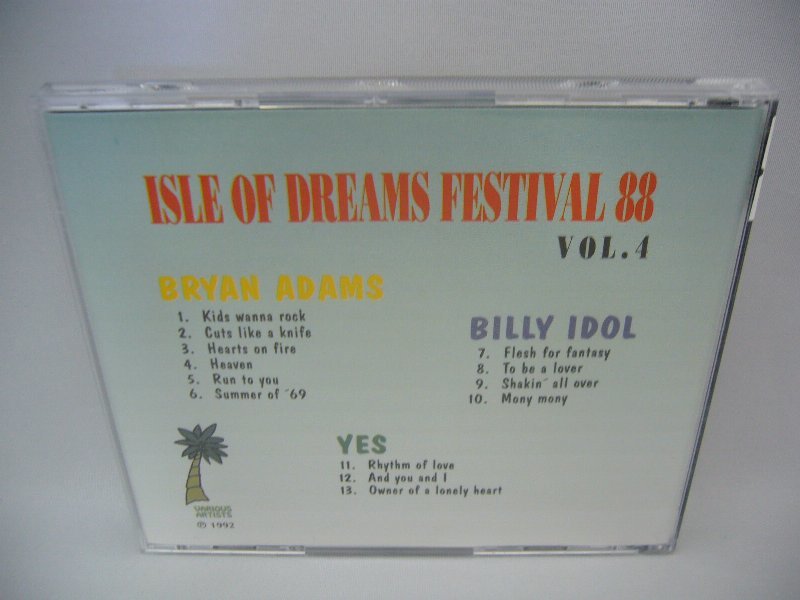 ISLE OF DREAMS FESTIVAL 88
VOL.4
BRYAN ADAMS
1. Kids wanna rock
2. Cuts like a knife
3. Hearts on fire
4. Heaven
5. Run to you
6. Summer of ´69
BILLY IDOL
7. Flesh for fantasy
8. To be a lover
9. Shakin´ all over
10. Mony mony
YES
11. Rhythm of love
12. And you and I
13. Owner of a lonely heart
VARIOUS
ARTISTS
℗ 1992